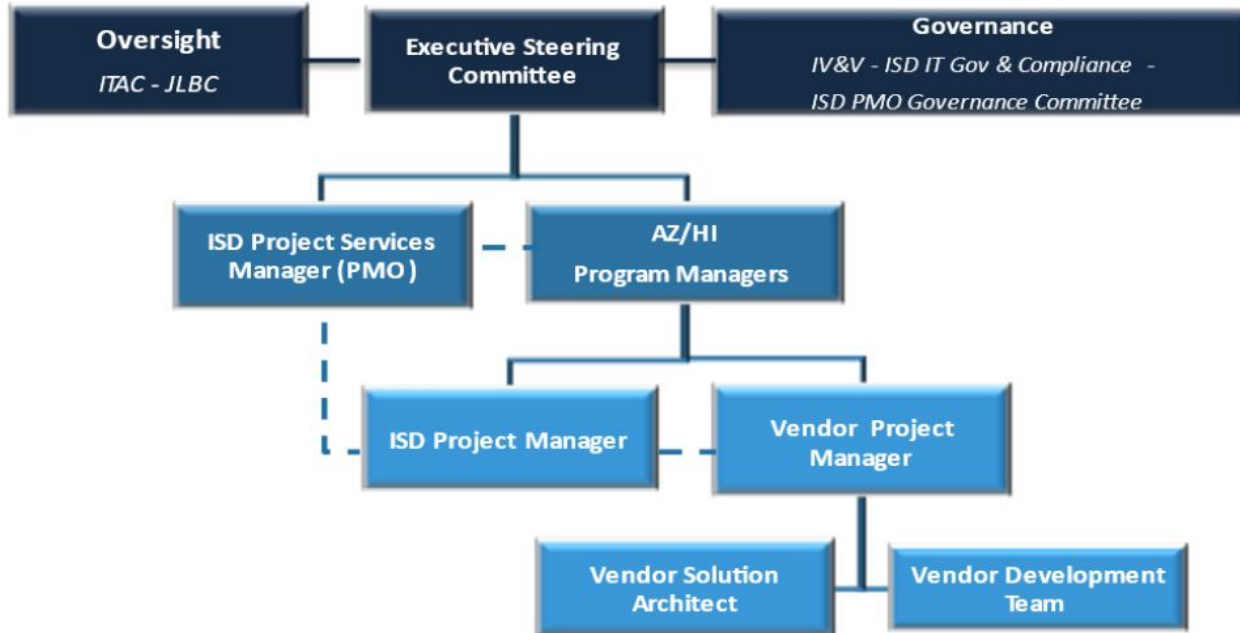 Oversight
ITAC - JLBC
Executive Steering
Committee
Governance
IV&V - ISD IT Gov & Compliance -
ISD PMO Governance Committee
ISD Project Services
Manager (PMO)
AZ/HI
Program Managers
ISD Project Manager
Vendor Project
Manager
Vendor Solution
Architect
Vendor Development
Team